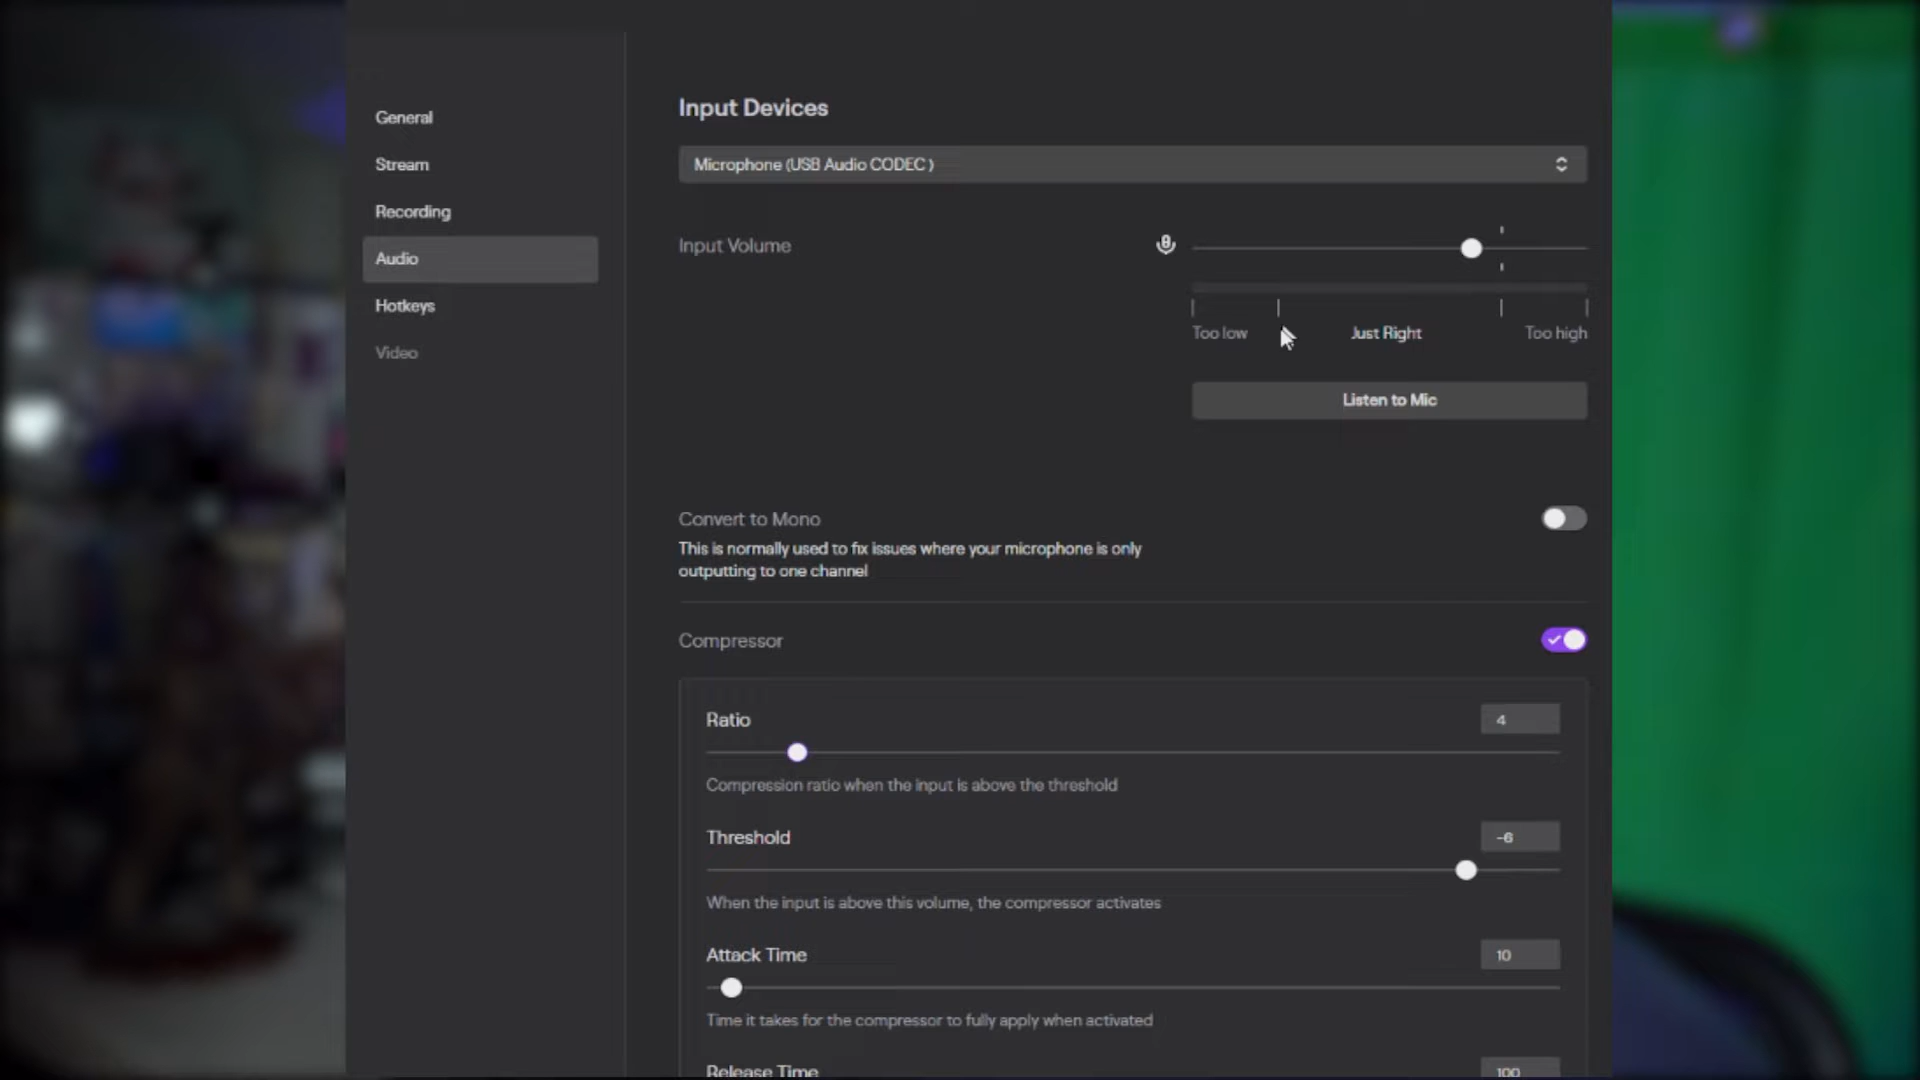 General
Stream
Recording
Audio
Hotkeys
Video
Input Devices
Microphone (USB Audio CODEC )
Input Volume
Too low
Just Right
Too high
Listen to Mic
Convert to Mono
This is normally used to fix issues where your microphone is only
outputting to one channel
Compressor
Ratio
4
Compression ratio when the input is above the threshold
Threshold
-6
When the input is above this volume, the compressor activates
Attack Time
10
Time it takes for the compressor to fully apply when activated
Release Time
100